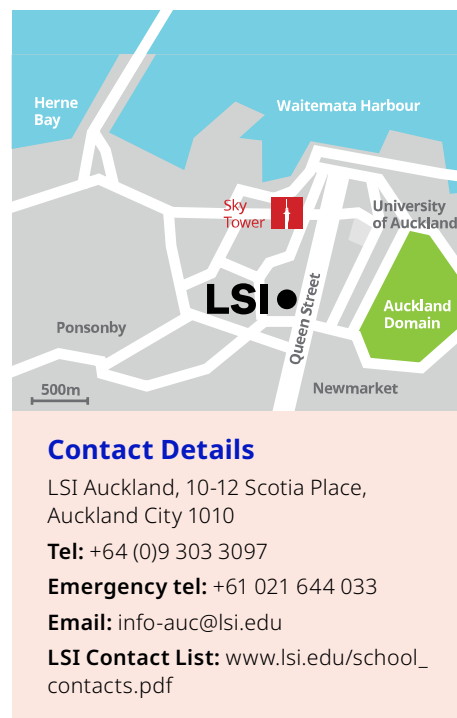 Herne
Bay
Waitemata Harbour
Sky
Tower
University
of Auckland
LSI
Queen Street
Auckland
Domain
Ponsonby
500m
Newmarket
Contact Details
LSI Auckland, 10-12 Scotia Place,
Auckland City 1010
Tel: +64 (0)9 303 3097
Emergency tel: +61 021 644 033
Email: info-auc@lsi.edu
LSI Contact List: www.lsi.edu/school_
contacts.pdf